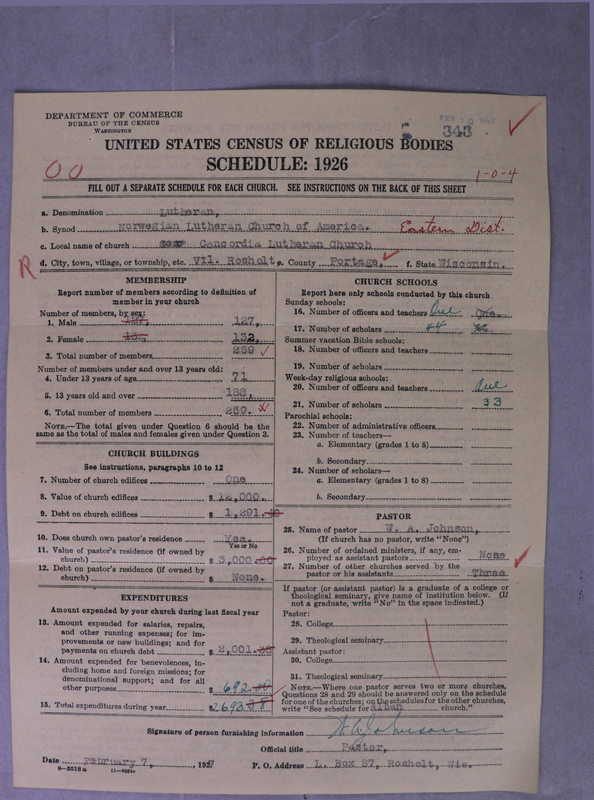 DEPARTMENT OF COMMERCE
BUREAU OF THE CENSUS
WASHINGTON
FEB 10
343
UNITED STATES CENSUS OF RELIGIOUS BODIES
SCHEDULE: 1926
OO
1-0-4
FILL OUT A SEPARATE SCHEDULE FOR EACH CHURCH. SEE INSTRUCTIONS ON THE BACK OF THIS SHEET
a. Denomination Lutheran,
b. Synod Norwegian Lutheran Church of America. Eastern Dist.
c. Local name of church Concordia Lutheran Church
R
d. City, town, village, or township, etc. Vil. Rosholt, e. County Portage, f. State Wisconsin.
MEMBERSHIP
Report number of members according to definition of
member in your church
Number of members, by sex:
1. Male 127,
2. Female 132,
3. Total number of members 259
Number of members under and over 13 years old:
4. Under 13 years of age 71
5. 13 years old and over 188,
6. Total number of members 259.
NOTE.—The total given under Question 6 should be
same as the total of males and females given under Question 3.
CHURCH BUILDINGS
See instructions, paragraphs 10 to 12
7. Number of church edifices One
8. Value of church edifices $ 12,000.
9. Debt on church edifices $ 1,291.
10. Does church own pastor's residence Yes.
Yes or No
11. Value of pastor's residence (if owned by
church) $ 3,000.00
12. Debt on pastor's residence (if owned by
church) $ None.
EXPENDITURES
Amount expended by your church during last fiscal year
13. Amount expended for salaries, repairs,
and other running expenses; for im-
provements or new buildings; and for
payments on church debt $ 2,001.38
14. Amount expended for benevolences, in-
cluding home and foreign missions; for
denominational support; and for all
other purposes $ 692
15. Total expenditures during year $ 2693.38
CHURCH SCHOOLS
Report here only schools conducted by this church
Sunday schools:
16. Number of officers and teachers One.
17. Number of scholars 44
Summer vacation Bible schools:
18. Number of officers and teachers
19. Number of scholars
Week-day religious schools:
20. Number of officers and teachers One
21. Number of scholars 33
Parochial schools:
22. Number of administrative officers
23. Number of teachers—
a. Elementary (grades 1 to 8)
b. Secondary
24. Number of scholars—
a. Elementary (grades 1 to 8)
b. Secondary
PASTOR
25. Name of pastor W. A. Johnson,
(If church has no pastor, write "None")
26. Number of ordained ministers, if any, em-
ployed as assistant pastors None
27. Number of other churches served by the
pastor or his assistants Three
If pastor (or assistant pastor) is a graduate of a college or
theological seminary, give name of institution below. (If
not a graduate, write "No" in the space indicated.)
Pastor:
28. College
29. Theological seminary
Assistant pastor:
30. College
31. Theological seminary
NOTE.—Where one pastor serves two or more churches,
Questions 28 and 29 should be answered only on the schedule
for one of the churches; on the schedules for the other churches,
write "See schedule for Alban church."
Signature of person furnishing information W. A. Johnson
Official title Pastor,
Date February 7, 1927
P. O. Address L. Box 87, Rosholt, Wis.
8-5318a 11-9264